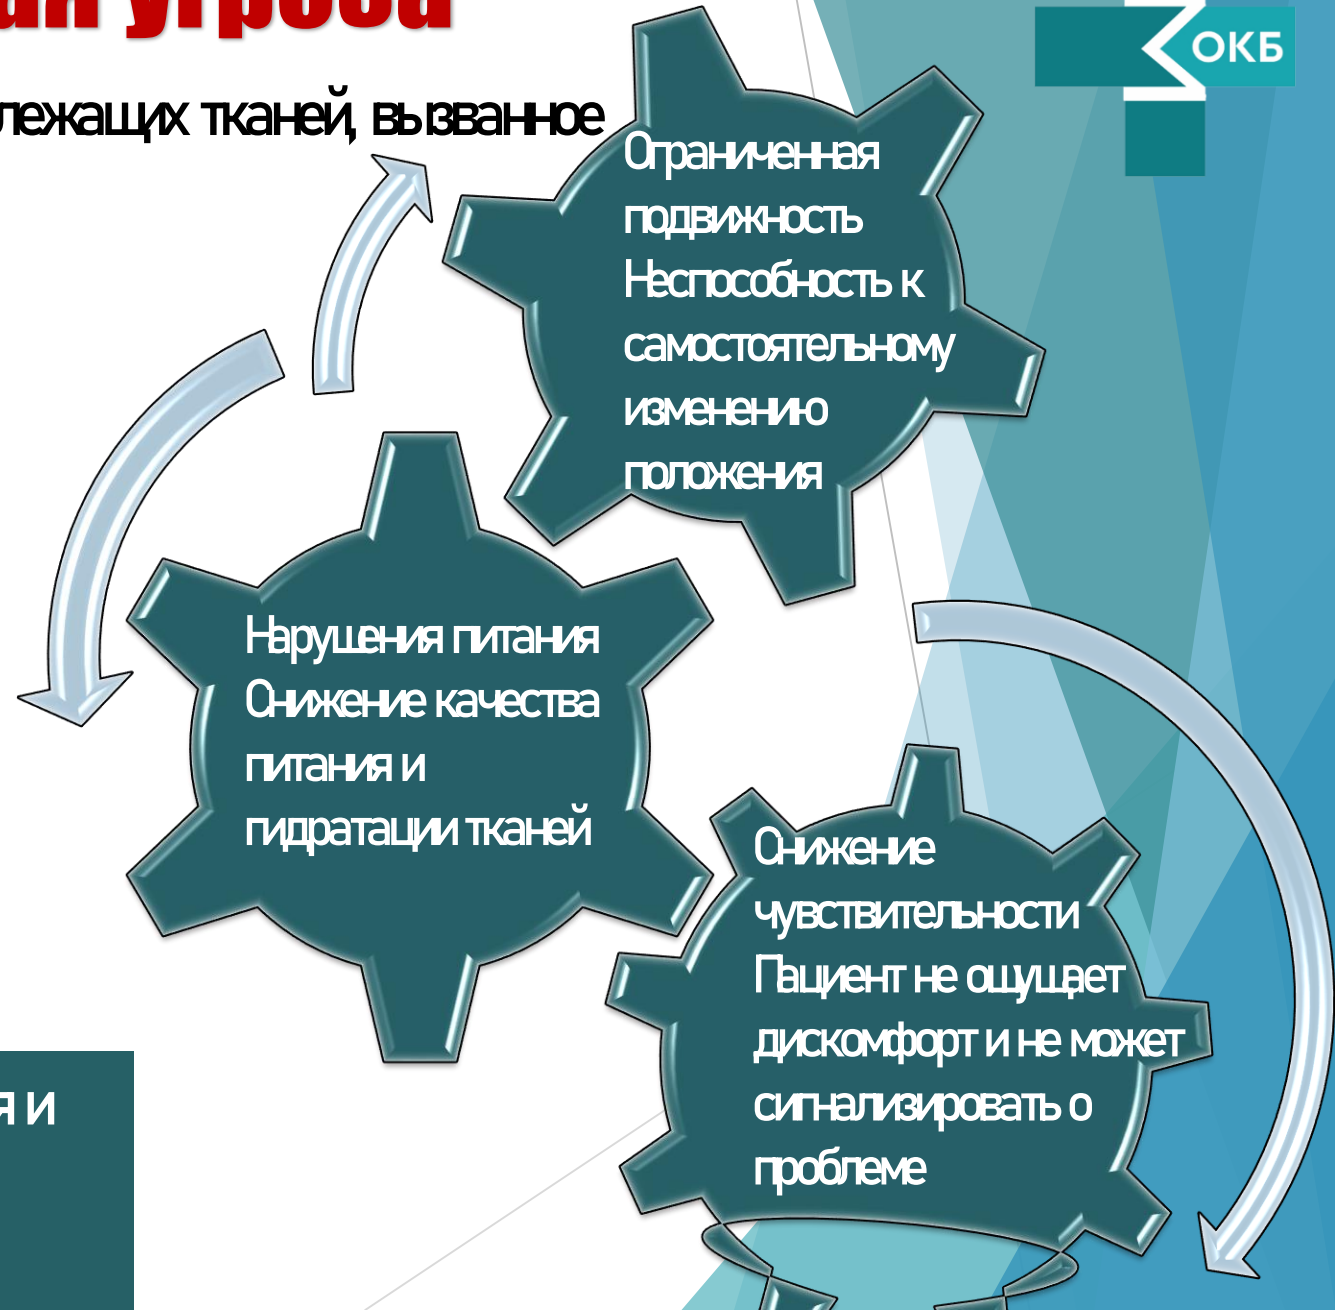 угроза
ОКБ
лежащих тканей, вызванное
Ограниченная
подвижность
Неспособность к
самостоятельному
изменению
положения
Нарушения питания
Снижение качества
питания и
гидратации тканей
Снижение
чувствительности
Пациент не ощущает
дискомфорт и не может
сигнализировать о
проблеме
я и